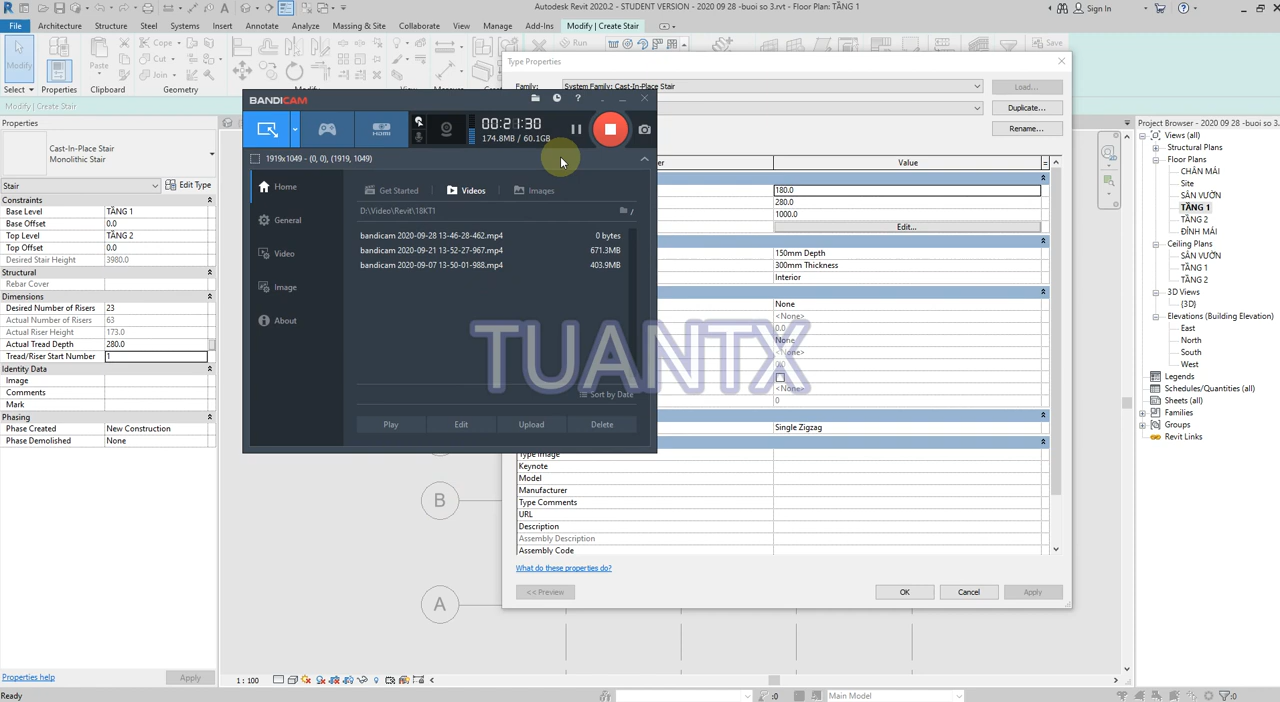 Autodesk Revit 2020.2 - STUDENT VERSION - 2020 09 28 -buoi so 3.rvt - Floor Plan: TẦNG 1
Sign In
File Architecture Structure Steel Systems Insert Annotate Analyze Massing & Site Collaborate View Manage Add-Ins Modify | Create Stair
Modify
Paste
Cope
Cut
Join
Run
Save
Select Properties Clipboard Geometry
Modify | Create Stair
Properties
Cast-In-Place Stair
Monolithic Stair
Stair
Edit Type
Constraints
Base Level TẦNG 1
Base Offset 0.0
Top Level TẦNG 2
Top Offset 0.0
Desired Stair Height 3980.0
Structural
Rebar Cover
Dimensions
Desired Number of Risers 23
Actual Number of Risers 63
Actual Riser Height 173.0
Actual Tread Depth 280.0
Tread/Riser Start Number 1
Identity Data
Image
Comments
Mark
Phasing
Phase Created New Construction
Phase Demolished None
Properties help
Apply
Ready
BANDICAM
00:21:30
174.8MB / 60.1GB
HDMI
1919x1049 - (0, 0), (1919, 1049)
Home
General
Video
Image
About
Get Started Videos Images
D:\Video\Revit\18KT1
bandicam 2020-09-28 13-46-28-462.mp4 0 bytes
bandicam 2020-09-21 13-52-27-967.mp4 671.3MB
bandicam 2020-09-07 13-50-01-988.mp4 403.9MB
Sort by Date
Play Edit Upload Delete
TUANTX
Type Properties
Family: System Family: Cast-In-Place Stair
Load...
Duplicate...
Rename...
Value
180.0
280.0
1000.0
Edit...
150mm Depth
300mm Thickness
Interior
None
<None>
0.0
None
<None>
0.0
<None>
0
Single Zigzag
Type Image
Keynote
Model
Manufacturer
Type Comments
URL
Description
Assembly Description
Assembly Code
What do these properties do?
<< Preview
OK
Cancel
Apply
B
A
1 : 100
:0
Main Model
:0
Project Browser - 2020 09 28 -b
Views (all)
Structural Plans
Floor Plans
CHÂN MÁI
Site
SÂN VƯỜN
TẦNG 1
TẦNG 2
ĐỈNH MÁI
Ceiling Plans
SÂN VƯỜN
TẦNG 1
TẦNG 2
3D Views
{3D}
Elevations (Building Elevation)
East
North
South
West
Legends
Schedules/Quantities (all)
Sheets (all)
Families
Groups
Revit Links